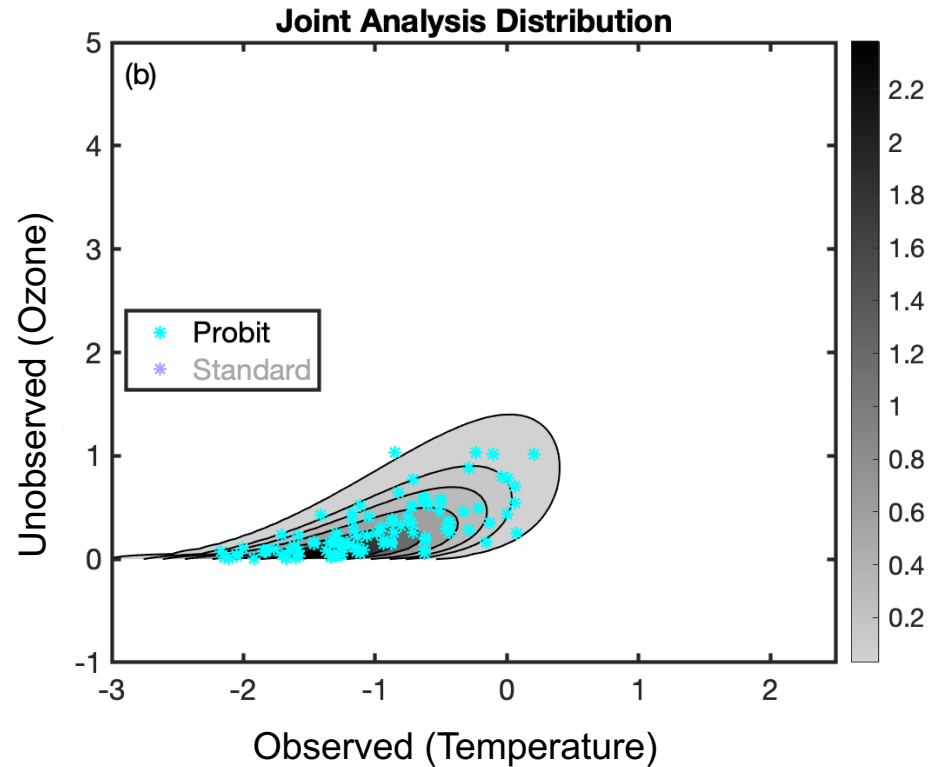 Joint Analysis Distribution
(b)
5
4
3
2
1
0
-1
Unobserved (Ozone)
Probit
Standard
-3 -2 -1 0 1 2
Observed (Temperature)
2.2
2
1.8
1.6
1.4
1.2
1
0.8
0.6
0.4
0.2